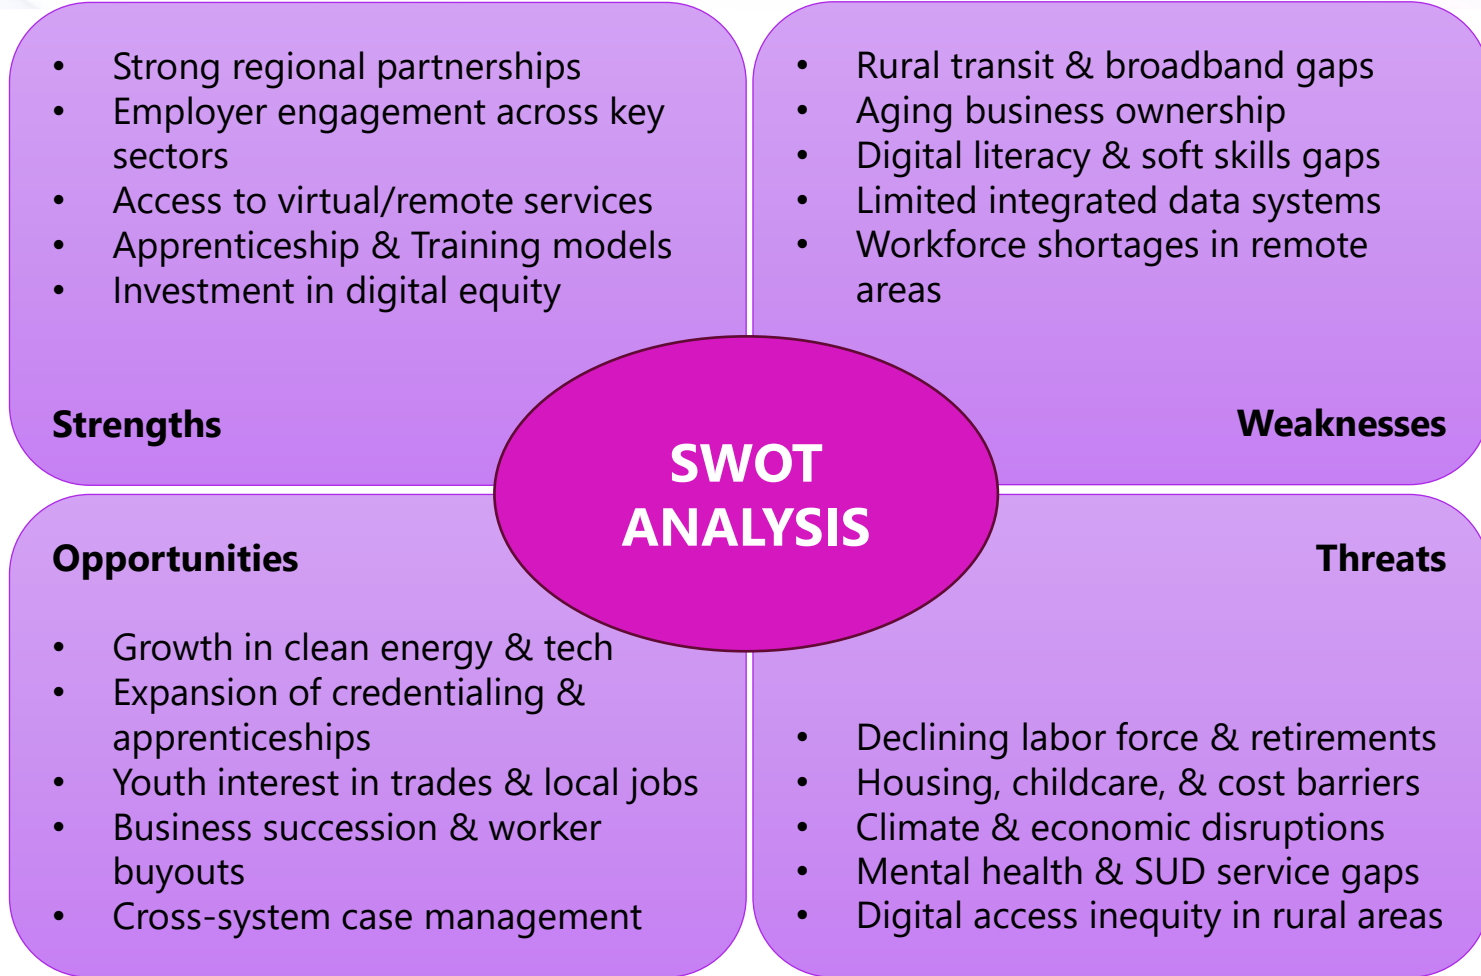 • Strong regional partnerships
• Employer engagement across key
sectors
• Access to virtual/remote services
• Apprenticeship & Training models
• Investment in digital equity
Strengths
• Rural transit & broadband gaps
• Aging business ownership
• Digital literacy & soft skills gaps
• Limited integrated data systems
• Workforce shortages in remote
areas
Weaknesses
SWOT
ANALYSIS
Opportunities
• Growth in clean energy & tech
• Expansion of credentialing &
apprenticeships
• Youth interest in trades & local jobs
• Business succession & worker
buyouts
• Cross-system case management
Threats
• Declining labor force & retirements
• Housing, childcare, & cost barriers
• Climate & economic disruptions
• Mental health & SUD service gaps
• Digital access inequity in rural areas